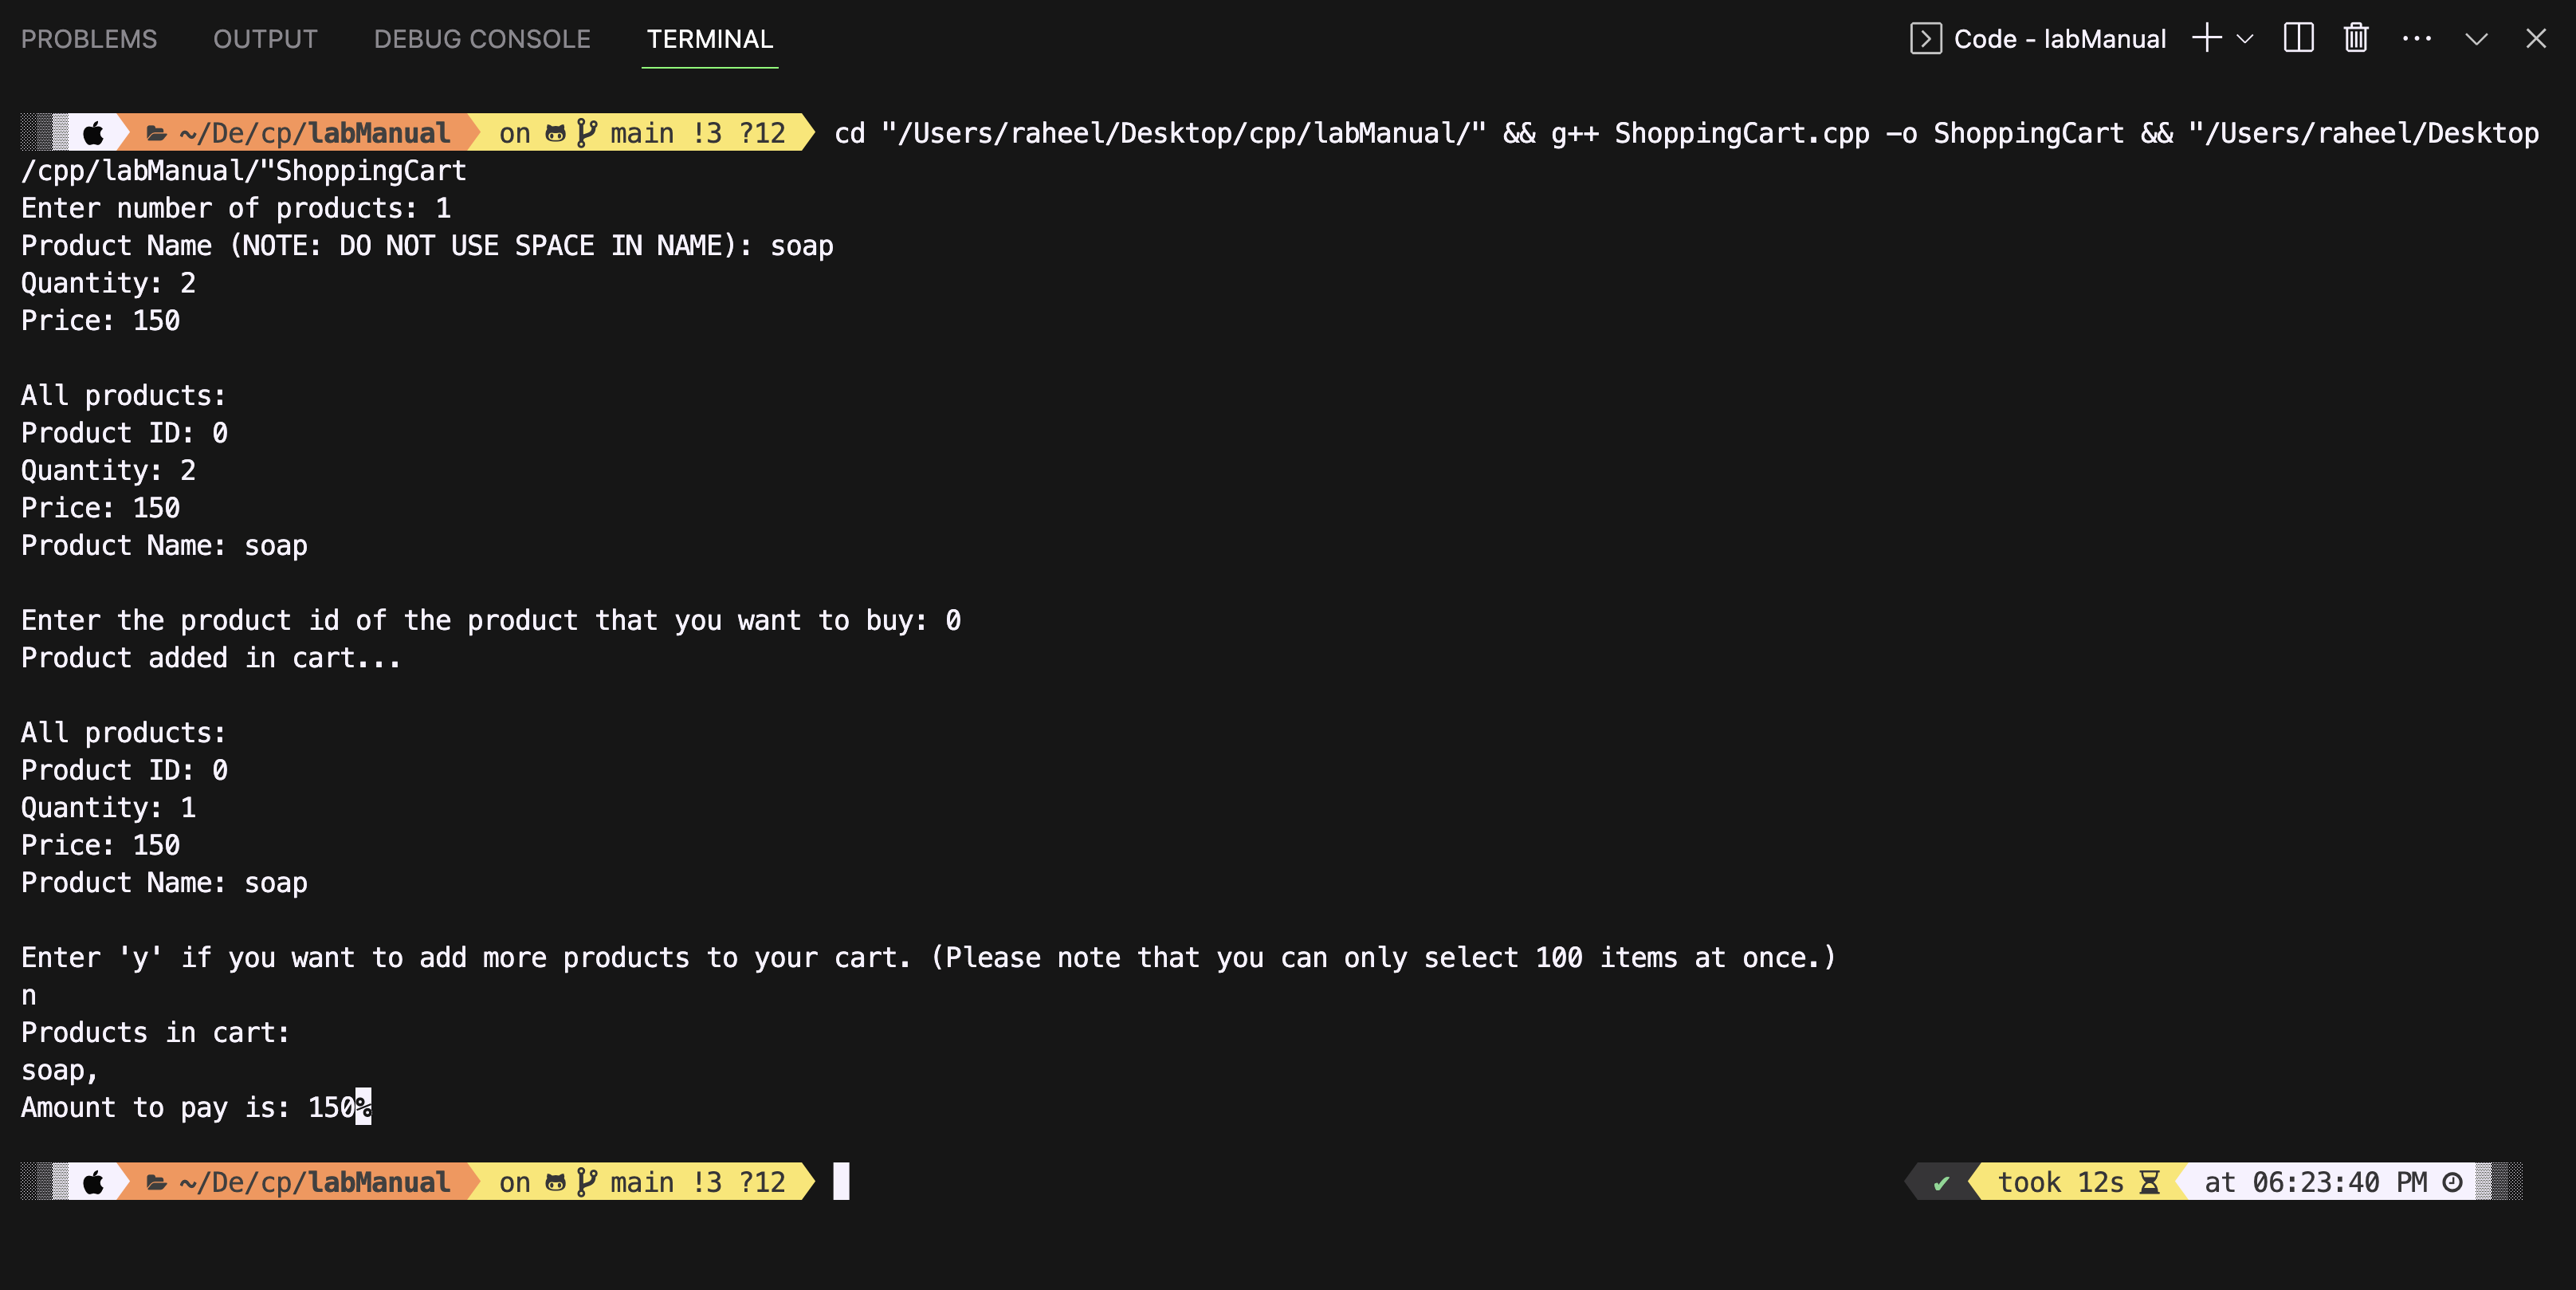 PROBLEMS OUTPUT DEBUG CONSOLE TERMINAL Code - labManual
~/De/cp/labManual on main !3 ?12 cd "/Users/raheel/Desktop/cpp/labManual/" && g++ ShoppingCart.cpp -o ShoppingCart && "/Users/raheel/Desktop
/cpp/labManual/"ShoppingCart
Enter number of products: 1
Product Name (NOTE: DO NOT USE SPACE IN NAME): soap
Quantity: 2
Price: 150
All products:
Product ID: 0
Quantity: 2
Price: 150
Product Name: soap
Enter the product id of the product that you want to buy: 0
Product added in cart...
All products:
Product ID: 0
Quantity: 1
Price: 150
Product Name: soap
Enter 'y' if you want to add more products to your cart. (Please note that you can only select 100 items at once.)
n
Products in cart:
soap,
Amount to pay is: 150%
~/De/cp/labManual on main !3 ?12 ✔ took 12s at 06:23:40 PM